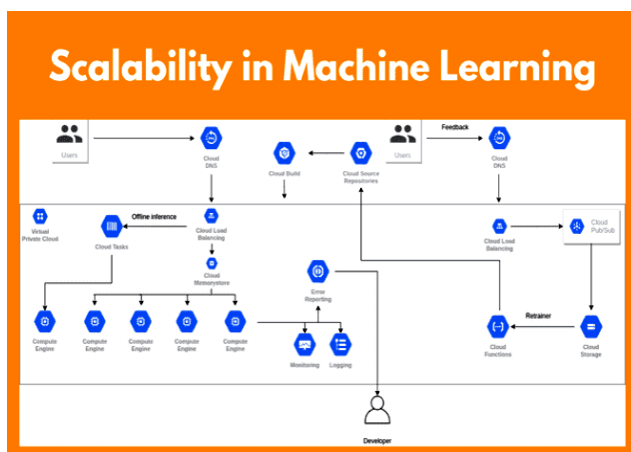 Scalability in Machine Learning
Users
Cloud
DNS
Cloud Build
Cloud Source
Repositories
Users
Feedback
Cloud
DNS
Virtual
Private Cloud
Cloud Tasks
Offline inference
Cloud Load
Balancing
Cloud
Memorystore
Error
Reporting
Cloud Load
Balancing
Cloud
Pub/Sub
Compute
Engine
Compute
Engine
Compute
Engine
Compute
Engine
Compute
Engine
Monitoring
Logging
Cloud
Functions
Retrainer
Cloud
Storage
Developer